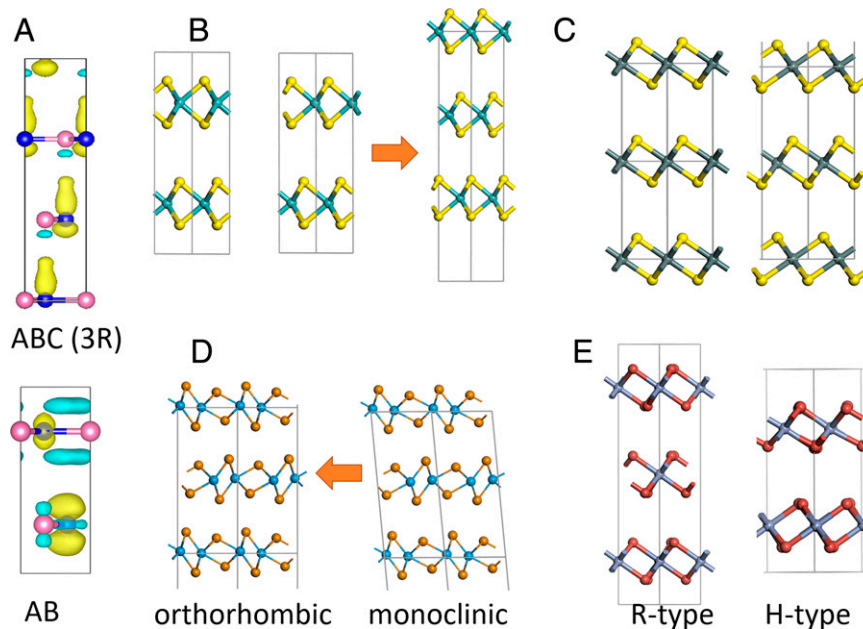 A
B
C
ABC (3R)
D
E
AB
orthorhombic
monoclinic
R-type
H-type